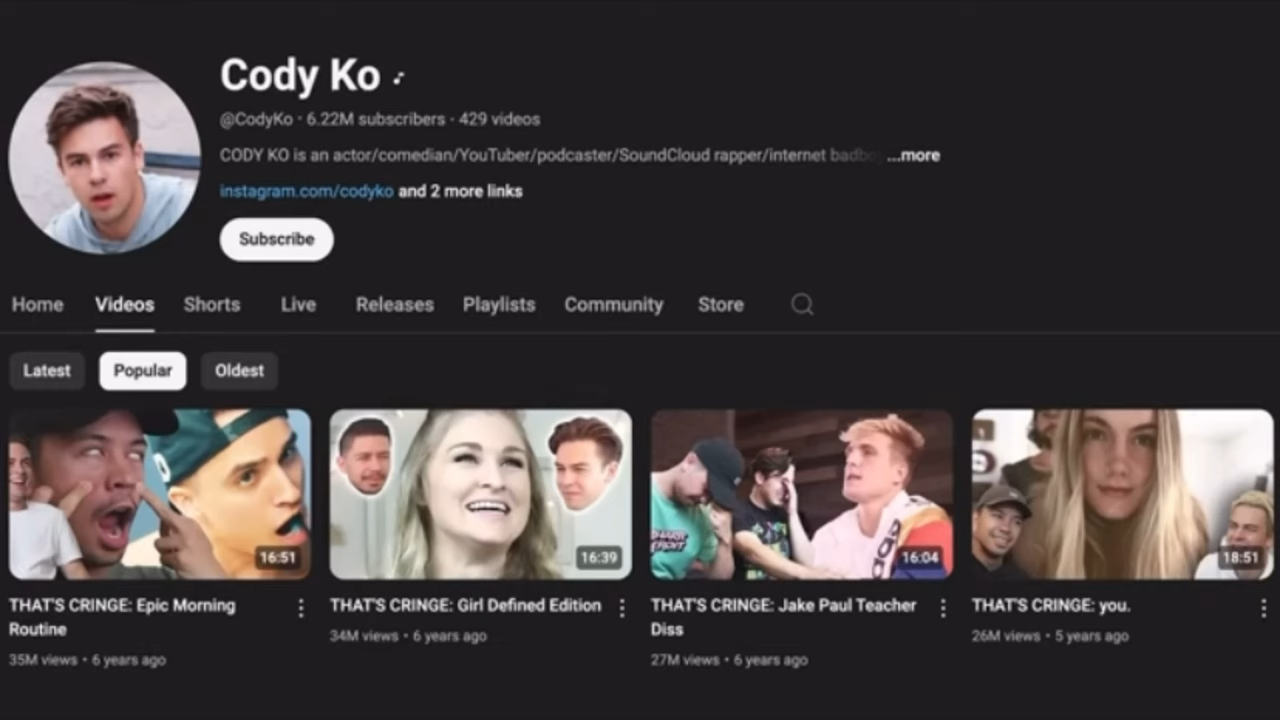 Cody Ko
@CodyKo · 6.22M subscribers · 429 videos
CODY KO is an actor/comedian/YouTuber/podcaster/SoundCloud rapper/internet badbo ...more
instagram.com/codyko and 2 more links
Subscribe
Home Videos Shorts Live Releases Playlists Community Store
Latest Popular Oldest
16:51 16:39 16:04 18:51
THAT'S CRINGE: Epic Morning
Routine
35M views • 6 years ago
THAT'S CRINGE: Girl Defined Edition
34M views • 6 years ago
THAT'S CRINGE: Jake Paul Teacher
Diss
27M views • 6 years ago
THAT'S CRINGE: you.
26M views • 5 years ago